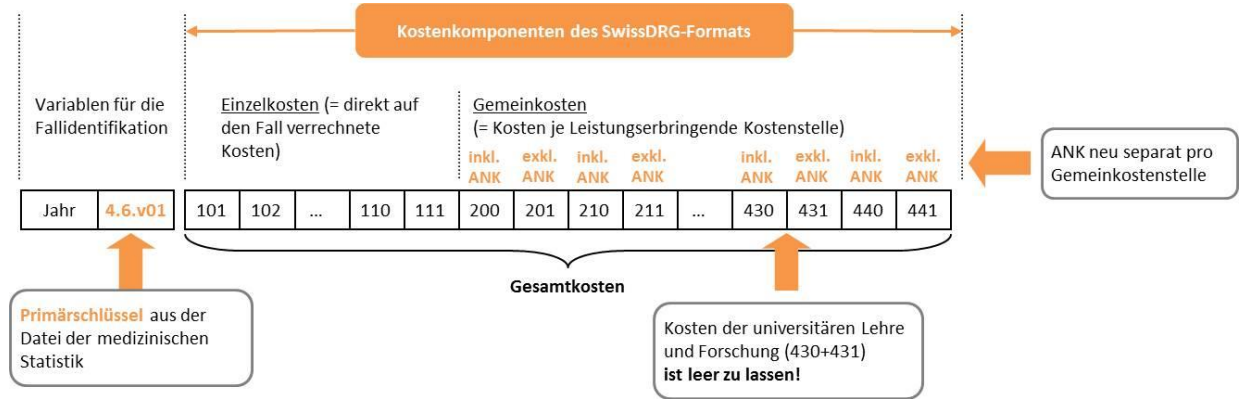 Kostenkomponenten des SwissDRG-Formats
Variablen für die
Fallidentifikation
Einzelkosten (= direkt auf
den Fall verrechnete
Kosten)
Gemeinkosten
(= Kosten je Leistungserbringende Kostenstelle)
inkl. exkl. inkl. exkl. inkl. exkl. inkl. exkl.
ANK ANK ANK ANK ANK ANK ANK ANK
ANK neu separat pro
Gemeinkostenstelle
Jahr 4.6.v01 101 102 ... 110 111 200 201 210 211 ... 430 431 440 441
Gesamtkosten
Primärschlüssel aus der
Datei der medizinischen
Statistik
Kosten der universitären Lehre
und Forschung (430+431)
ist leer zu lassen!